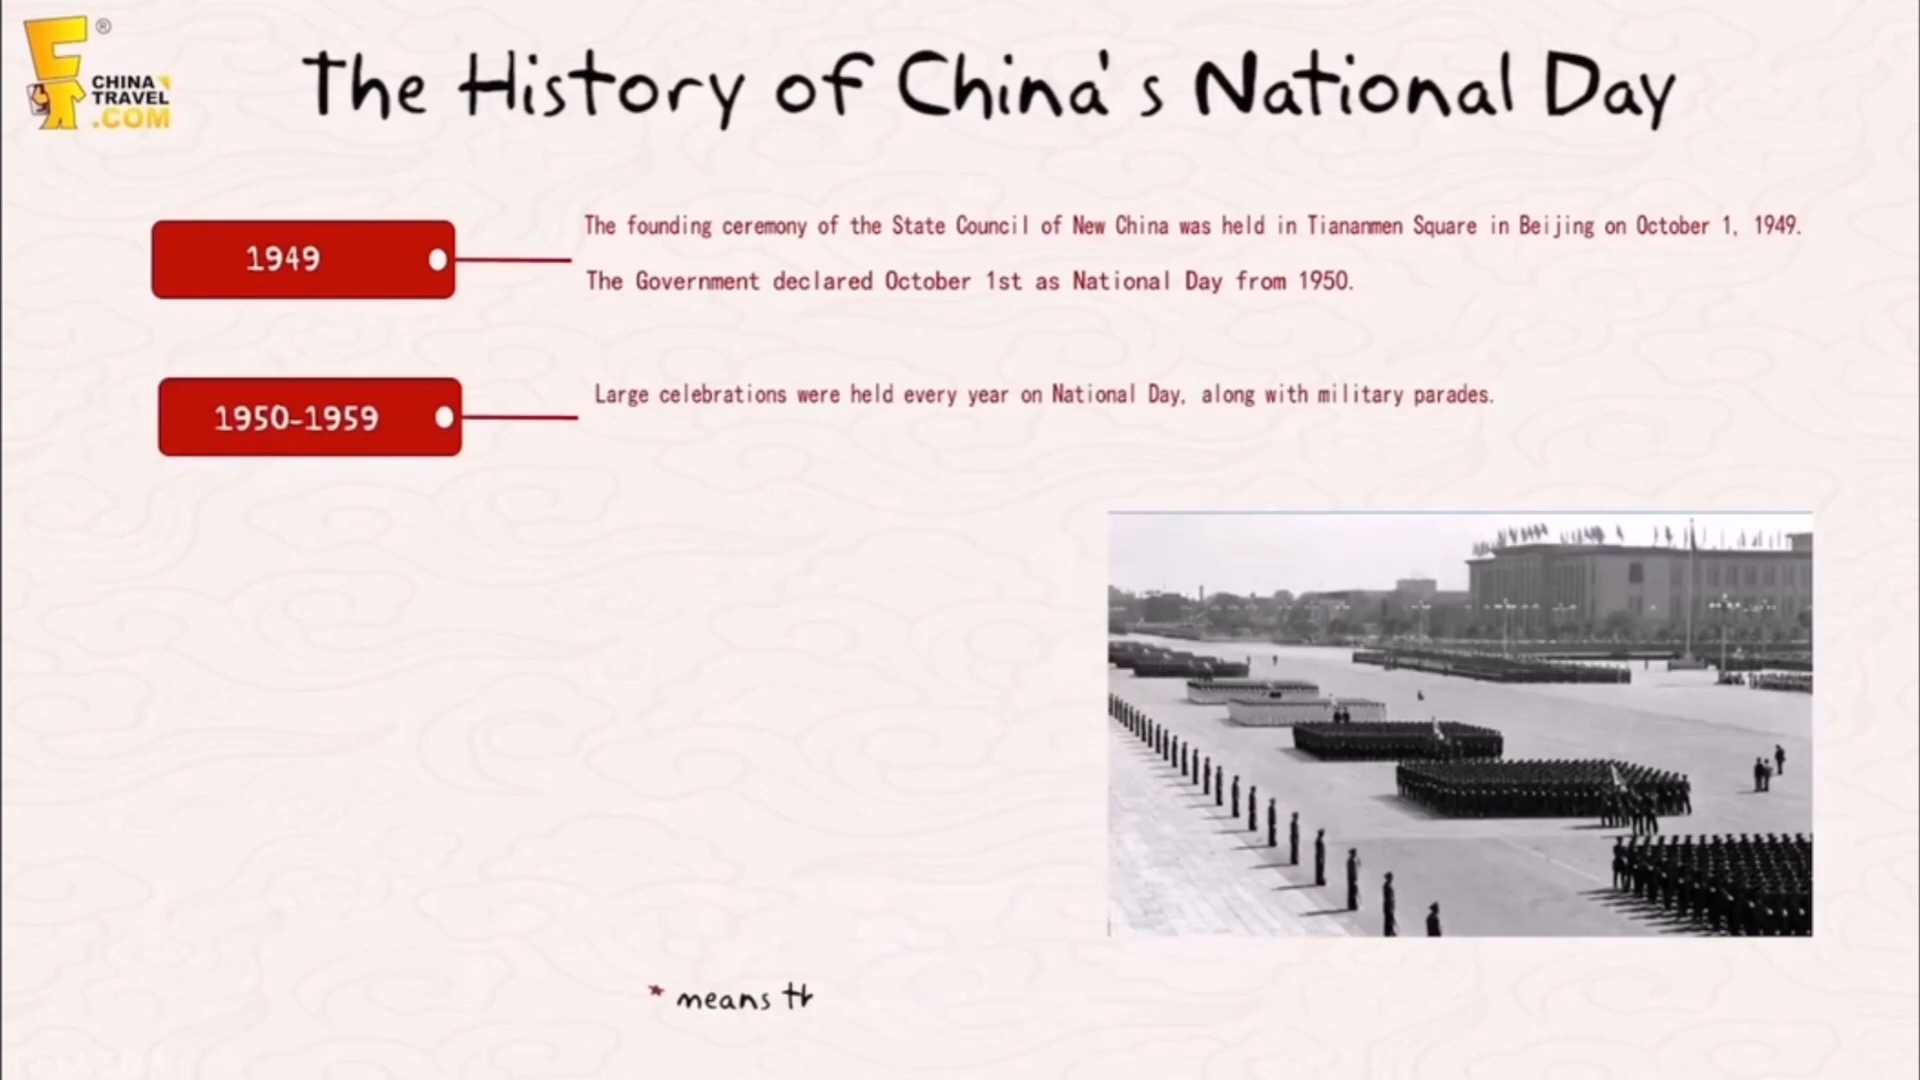 CHINA
TRAVEL
.COM
®
The History of China's National Day
1949
The founding ceremony of the State Council of New China was held in Tiananmen Square in Beijing on October 1, 1949.
The Government declared October 1st as National Day from 1950.
1950-1959
Large celebrations were held every year on National Day, along with military parades.
* means th